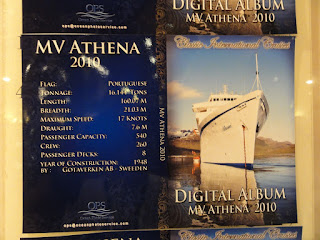 OPS
ops@oceanphotoservice.com
DIGITAL ALBUM
MV ATHENA 2010
MV ATHENA
2010
FLAG: PORTUGUESE
TONNAGE: 16.144 TONS
LENGTH: 160.07 M
BREADTH: 21.03 M
MAXIMUM SPEED: 17 KNOTS
DRAUGHT: 7.6 M
PASSENGER CAPACITY: 540
CREW: 260
PASSENGER DECKS: 8
YEAR OF CONSTRUCTION: 1948
BY: GOTAVERKEN AB - SWEDEN
OPS
ops@oceanphotoservice.com
MV ATHENA 2010
Classic International Cruises
DIGITAL ALBUM
MV ATHENA 2010